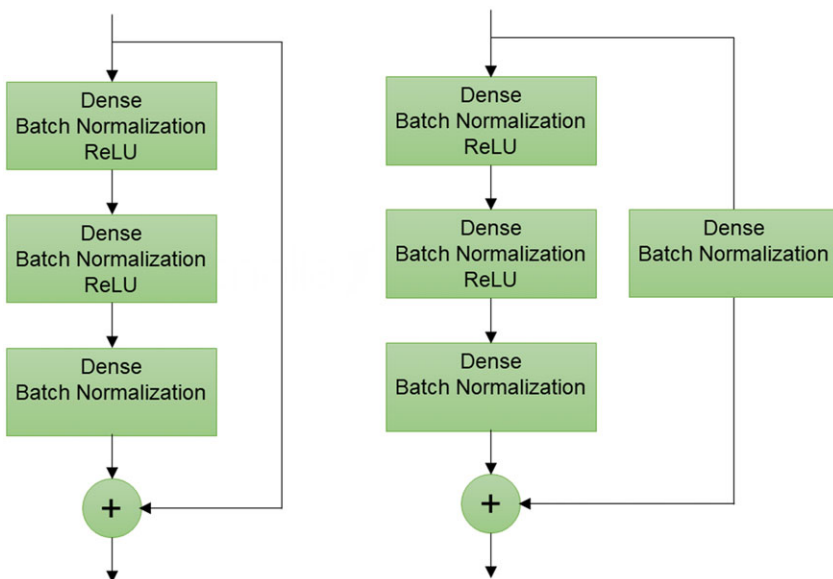 Dense
Batch Normalization
ReLU
Dense
Batch Normalization
ReLU
Dense
Batch Normalization
+
Dense
Batch Normalization
ReLU
Dense
Batch Normalization
ReLU
Dense
Batch Normalization
+
Dense
Batch Normalization